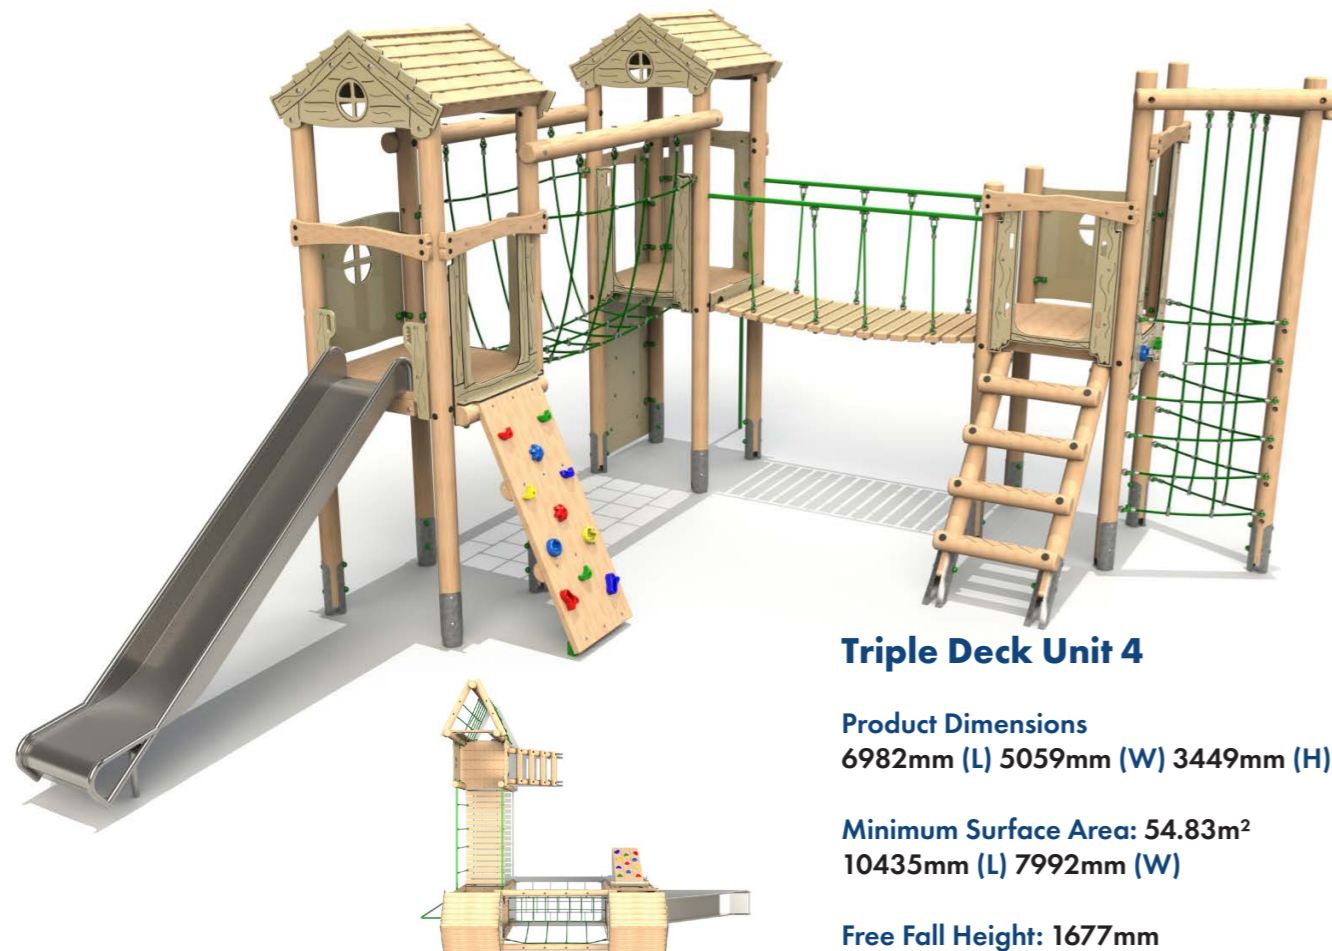 Triple Deck Unit 4
Product Dimensions
6982mm (L) 5059mm (W) 3449mm (H)
Minimum Surface Area: 54.83m²
10435mm (L) 7992mm (W)
Free Fall Height: 1677mm